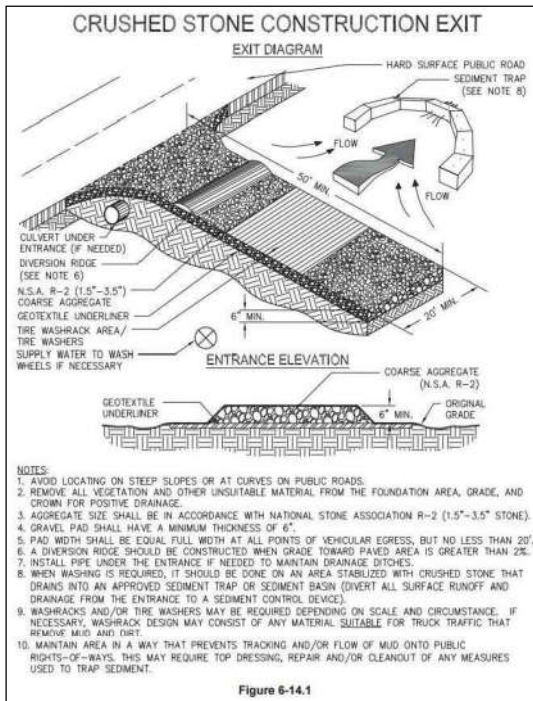 CRUSHED STONE CONSTRUCTION EXIT
EXIT DIAGRAM
HARD SURFACE PUBLIC ROAD
SEDIMENT TRAP
(SEE NOTE 8)
FLOW
50' MIN.
FLOW
CULVERT UNDER
ENTRANCE (IF NEEDED)
DIVERSION RIDGE
(SEE NOTE 6)
N.S.A. R-2 (1.5"-3.5")
COARSE AGGREGATE
GEOTEXTILE UNDERLINER
TIRE WASHRACK AREA/
TIRE WASHERS
SUPPLY WATER TO WASH
WHEELS IF NECESSARY
6" MIN.
20' MIN.
ENTRANCE ELEVATION
COARSE AGGREGATE
(N.S.A. R-2)
GEOTEXTILE
UNDERLINER
6" MIN.
ORIGINAL
GRADE
NOTES:
1. AVOID LOCATING ON STEEP SLOPES OR AT CURVES ON PUBLIC ROADS.
2. REMOVE ALL VEGETATION AND OTHER UNSUITABLE MATERIAL FROM THE FOUNDATION AREA, GRADE, AND
CROWN FOR POSITIVE DRAINAGE.
3. AGGREGATE SIZE SHALL BE IN ACCORDANCE WITH NATIONAL STONE ASSOCIATION R-2 (1.5"-3.5" STONE).
4. GRAVEL PAD SHALL HAVE A MINIMUM THICKNESS OF 6".
5. PAD WIDTH SHALL BE EQUAL FULL WIDTH AT ALL POINTS OF VEHICULAR EGRESS, BUT NO LESS THAN 20'.
6. A DIVERSION RIDGE SHOULD BE CONSTRUCTED WHEN GRADE TOWARD PAVED AREA IS GREATER THAN 2%.
7. INSTALL PIPE UNDER THE ENTRANCE IF NEEDED TO MAINTAIN DRAINAGE DITCHES.
8. WHEN WASHING IS REQUIRED, IT SHOULD BE DONE ON AN AREA STABILIZED WITH CRUSHED STONE THAT
DRAINS INTO AN APPROVED SEDIMENT TRAP OR SEDIMENT BASIN (DIVERT ALL SURFACE RUNOFF AND
DRAINAGE FROM THE ENTRANCE TO A SEDIMENT CONTROL DEVICE).
9. WASHRACKS AND/OR TIRE WASHERS MAY BE REQUIRED DEPENDING ON SCALE AND CIRCUMSTANCE. IF
NECESSARY, WASHRACK DESIGN MAY CONSIST OF ANY MATERIAL SUITABLE FOR TRUCK TRAFFIC THAT
REMOVE MUD AND DIRT.
10. MAINTAIN AREA IN A WAY THAT PREVENTS TRACKING AND/OR FLOW OF MUD ONTO PUBLIC
RIGHTS-OF-WAYS. THIS MAY REQUIRE TOP DRESSING, REPAIR AND/OR CLEANOUT OF ANY MEASURES
USED TO TRAP SEDIMENT.
Figure 6-14.1